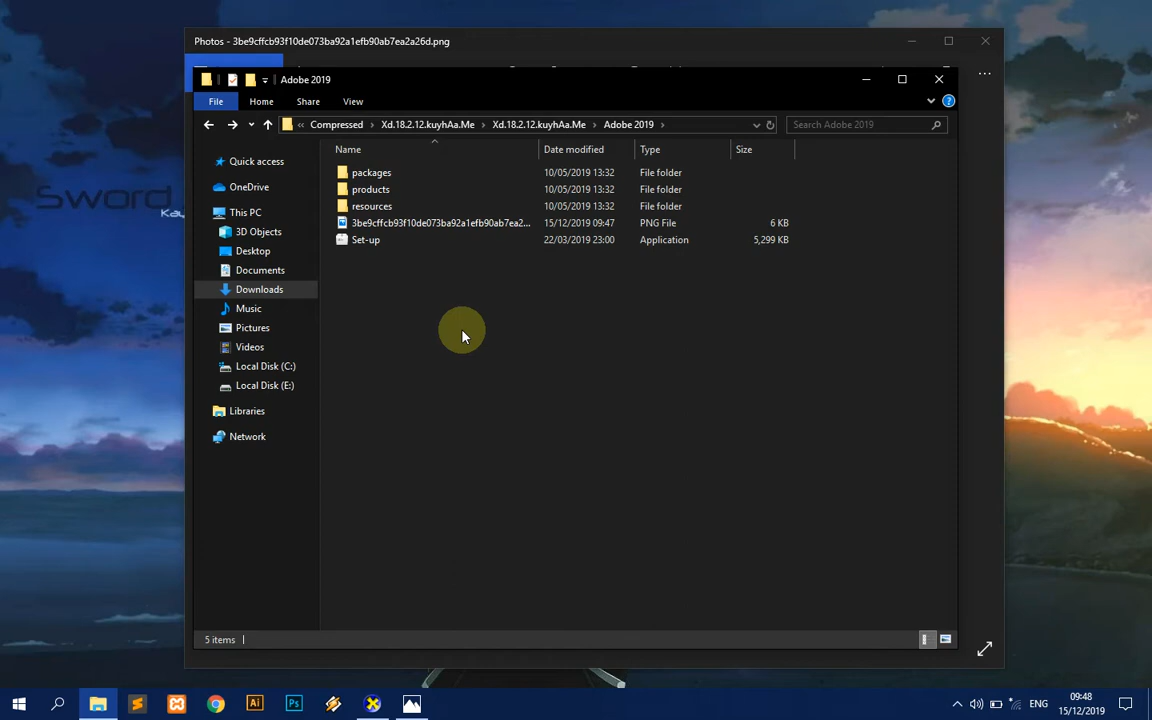 Photos - 3be9cffcb93f10de073ba92a1efb90ab7ea2a26d.png
Adobe 2019
File Home Share View
« Compressed > Xd.18.2.12.kuyhAa.Me > Xd.18.2.12.kuyhAa.Me > Adobe 2019 >
Search Adobe 2019
Name Date modified Type Size
Quick access
OneDrive
This PC
3D Objects
Desktop
Documents
Downloads
Music
Pictures
Videos
Local Disk (C:)
Local Disk (E:)
Libraries
Network
packages 10/05/2019 13:32 File folder
products 10/05/2019 13:32 File folder
resources 10/05/2019 13:32 File folder
3be9cffcb93f10de073ba92a1efb90ab7ea2... 15/12/2019 09:47 PNG File 6 KB
Set-up 22/03/2019 23:00 Application 5,299 KB
5 items
Sword
Ai Ps
ENG
09:48
15/12/2019